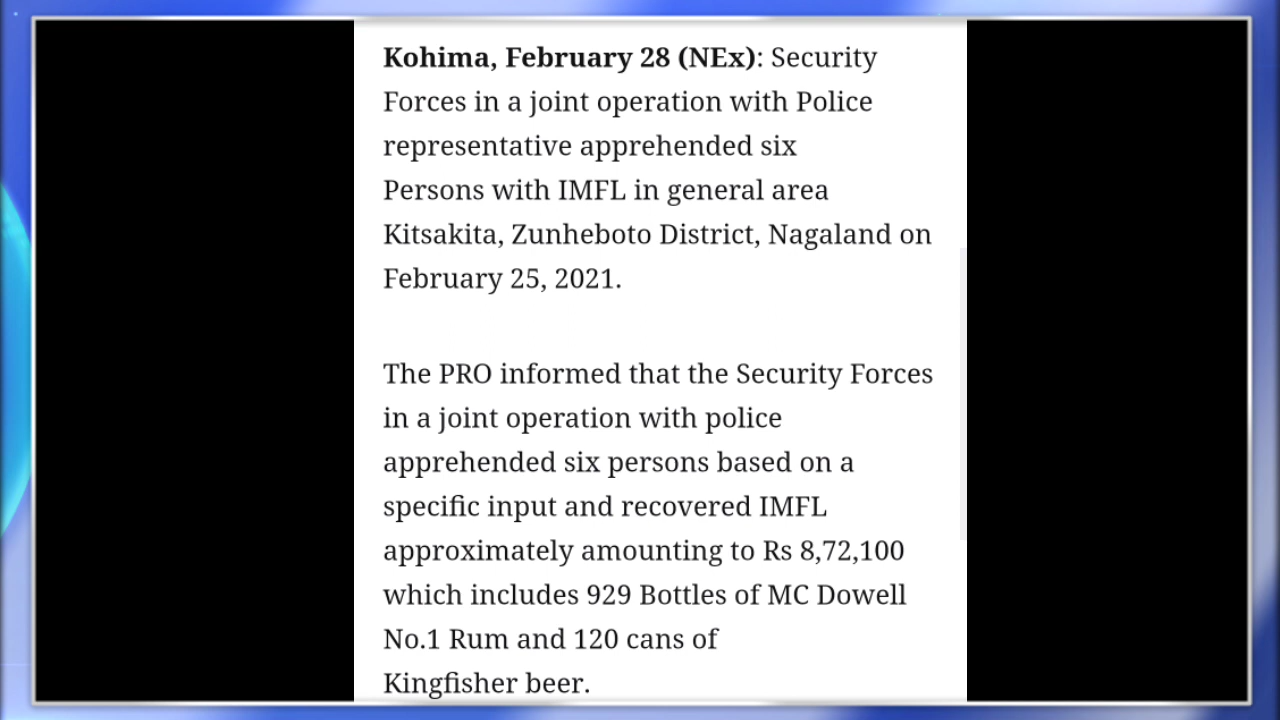 Kohima, February 28 (NEx): Security
Forces in a joint operation with Police
representative apprehended six
Persons with IMFL in general area
Kitsakita, Zunheboto District, Nagaland on
February 25, 2021.
The PRO informed that the Security Forces
in a joint operation with police
apprehended six persons based on a
specific input and recovered IMFL
approximately amounting to Rs 8,72,100
which includes 929 Bottles of MC Dowell
No.1 Rum and 120 cans of
Kingfisher beer.